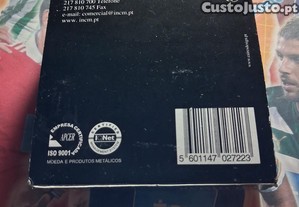 CustoJusto.pt
217 810 700 Telefone
217 810 745 Fax
e-mail: comercial@incm.pt
www. incm.pt
EMPRESA CERTIFICADA
APCER
ISO 9001
IQNet
MOEDA E PRODUTOS METÁLICOS
5 601147 027223